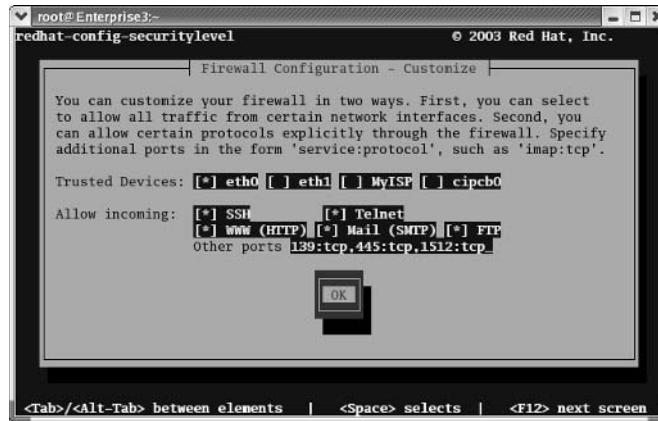 root@Enterprise3:~
redhat-config-securitylevel © 2003 Red Hat, Inc.
Firewall Configuration - Customize
You can customize your firewall in two ways. First, you can select
to allow all traffic from certain network interfaces. Second, you
can allow certain protocols explicitly through the firewall. Specify
additional ports in the form 'service:protocol', such as 'imap:tcp'.
Trusted Devices: [*] eth0 [ ] eth1 [ ] MyISP [ ] cipcb0
Allow incoming: [*] SSH [*] Telnet
[*] WWW (HTTP) [*] Mail (SMTP) [*] FTP
Other ports 139:tcp,445:tcp,1512:tcp_
OK
<Tab>/<Alt-Tab> between elements | <Space> selects | <F12> next screen